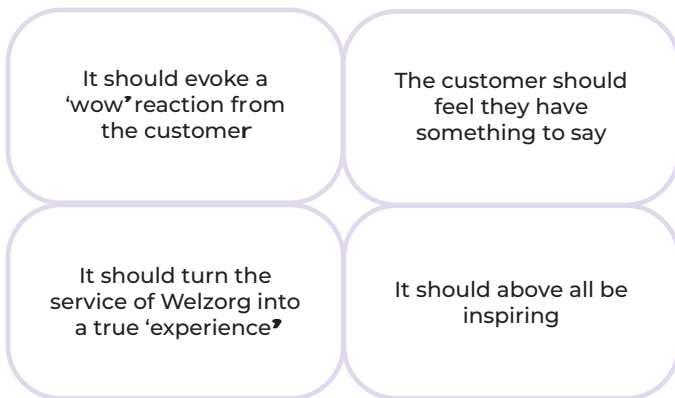 It should evoke a
‘wow’ reaction from
the customer
The customer should
feel they have
something to say
It should turn the
service of Welzorg into
a true ‘experience’
It should above all be
inspiring